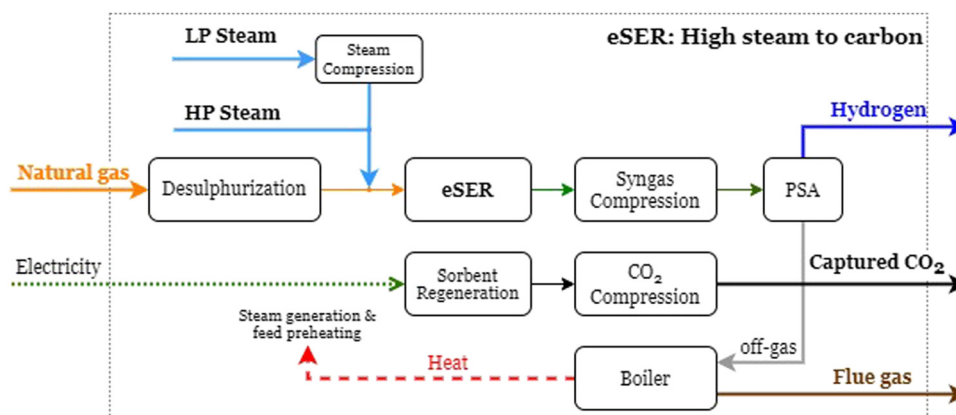 LP Steam
Steam
Compression
eSER: High steam to carbon
HP Steam
Hydrogen
Natural gas
Desulphurization
eSER
Syngas
Compression
PSA
Electricity
Sorbent
Regeneration
CO₂
Compression
Captured CO₂
Steam generation &
feed preheating
Heat
Boiler
off-gas
Flue gas